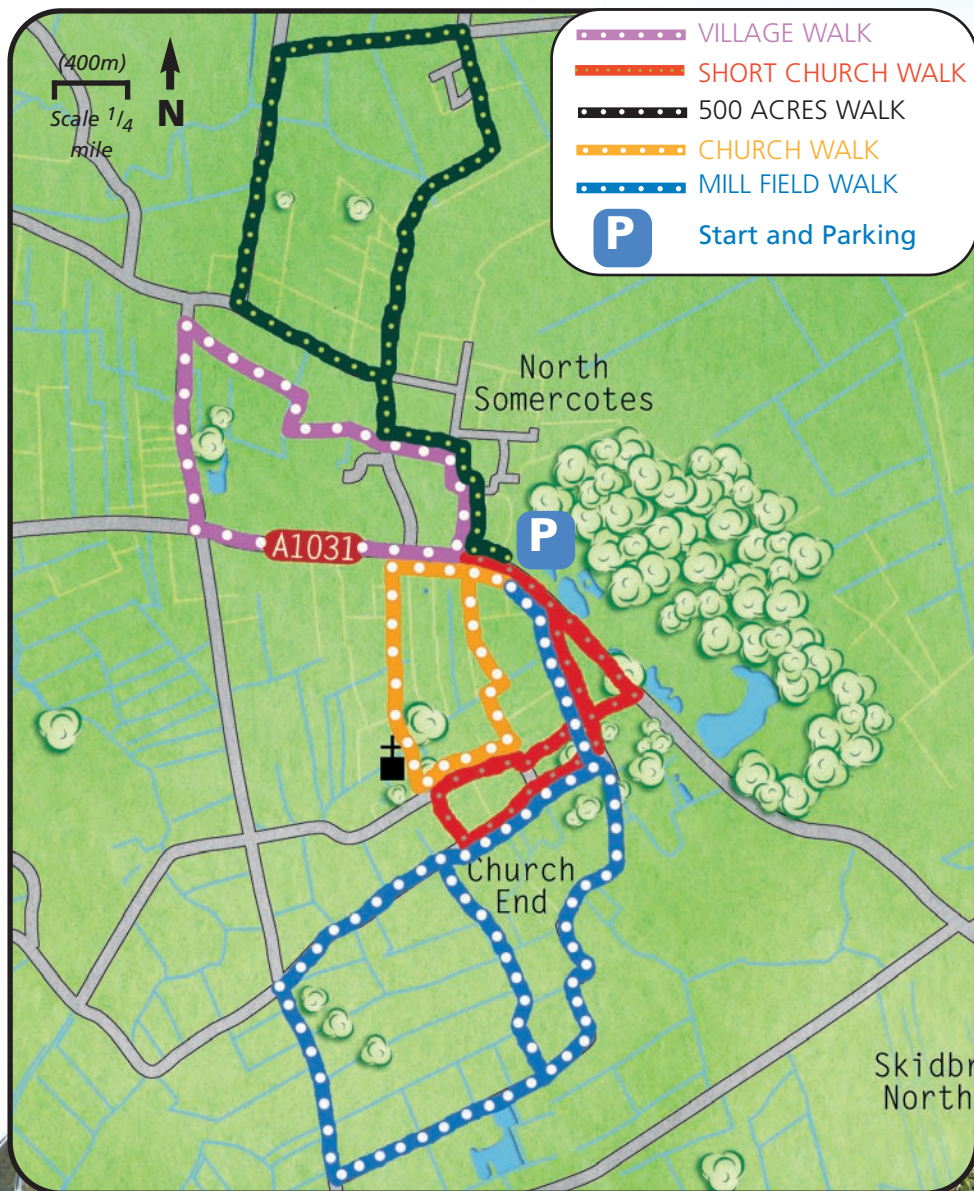 (400m)
Scale 1/4
mile
N
VILLAGE WALK
SHORT CHURCH WALK
500 ACRES WALK
CHURCH WALK
MILL FIELD WALK
P
Start and Parking
North
Somercotes
P
A1031
Church
End
Skidbr
North